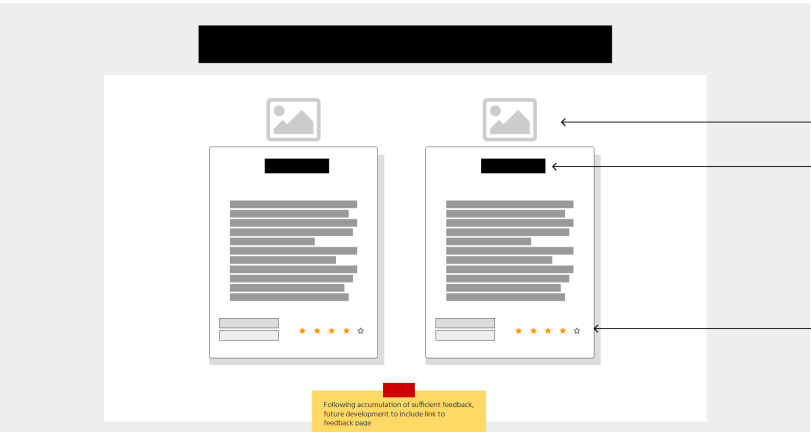 Following accumulation of sufficient feedback,
future development to include link to
feedback page